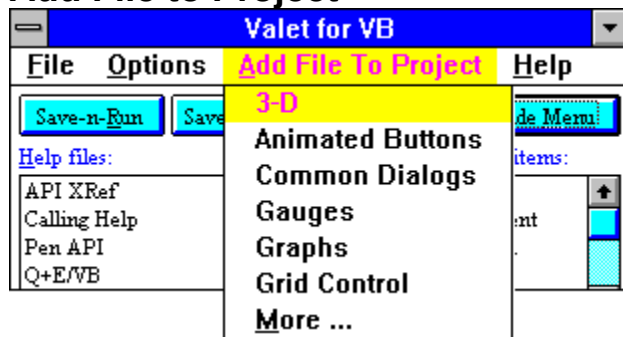 Add File to Project
Valet for VB
File Options Add File To Project Help
3-D
Save-n-Run Save de Menu
Animated Buttons
Help files: items:
Common Dialogs
API XRef
Calling Help Gauges ent
Pen API Graphs
Q+E/VB Grid Control
More ...